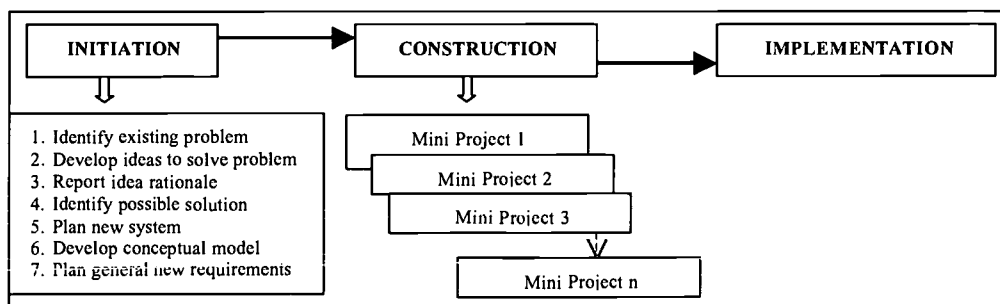 INITIATION
CONSTRUCTION
IMPLEMENTATION
1. Identify existing problem
2. Develop ideas to solve problem
3. Report idea rationale
4. Identify possible solution
5. Plan new system
6. Develop conceptual model
7. Plan general new requirements
Mini Project 1
Mini Project 2
Mini Project 3
Mini Project n